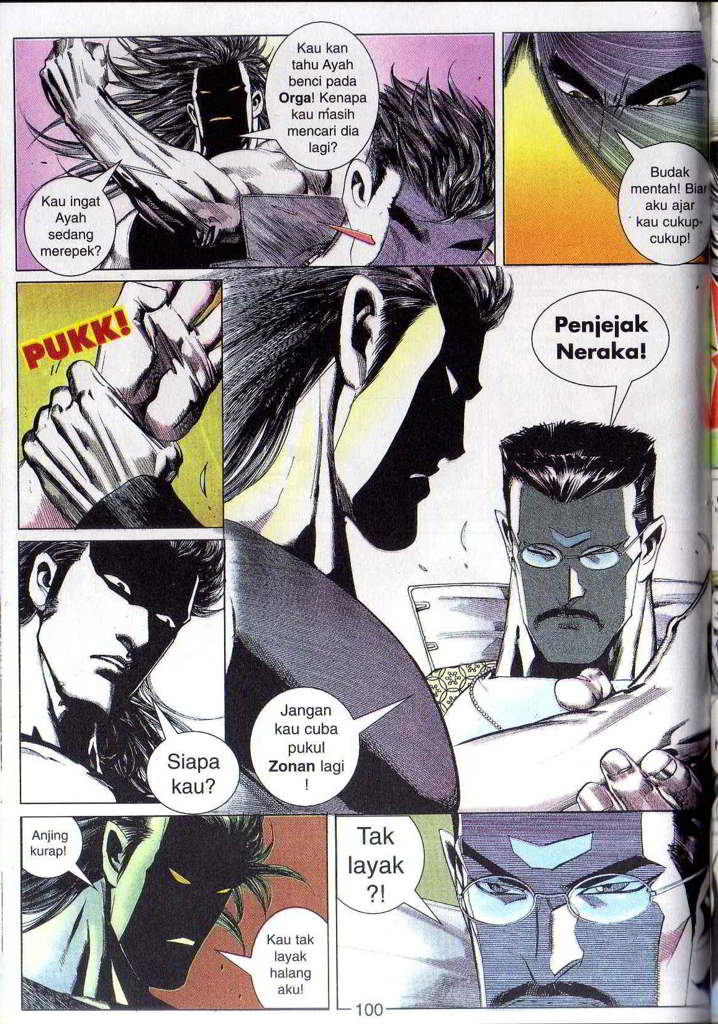 Kau kan
tahu Ayah
benci pada
Orga! Kenapa
kau masih
mencari dia
lagi?
Kau ingat
Ayah
sedang
merepek?
Budak
mentah! Biar
aku ajar
kau cukup-
cukup!
PUKK!
Penjejak
Neraka!
Jangan
kau cuba
pukul
Zonan lagi
!
Siapa
kau?
Anjing
kurap!
Kau tak
layak
halang
aku!
Tak
layak
?!
100